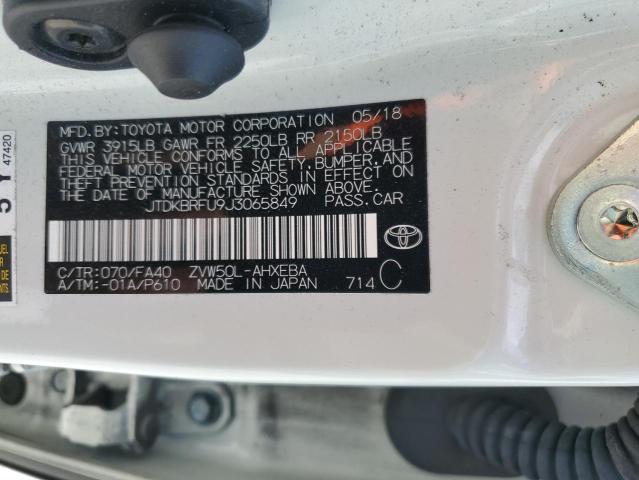 MFD.BY:TOYOTA MOTOR CORPORATION 05/18
GVWR 3915LB GAWR FR 2250LB RR 2150LB
THIS VEHICLE CONFORMS TO ALL APPLICABLE
FEDERAL MOTOR VEHICLE SAFETY, BUMPER, AND
THEFT PREVENTION STANDARDS IN EFFECT ON
THE DATE OF MANUFACTURE SHOWN ABOVE.
JTDKBRFU9J3065849 PASS.CAR
C/TR:070/FA40 ZVW50L-AHXEBA
A/TM:-01A/P610 MADE IN JAPAN 714 C
5 Y
47420